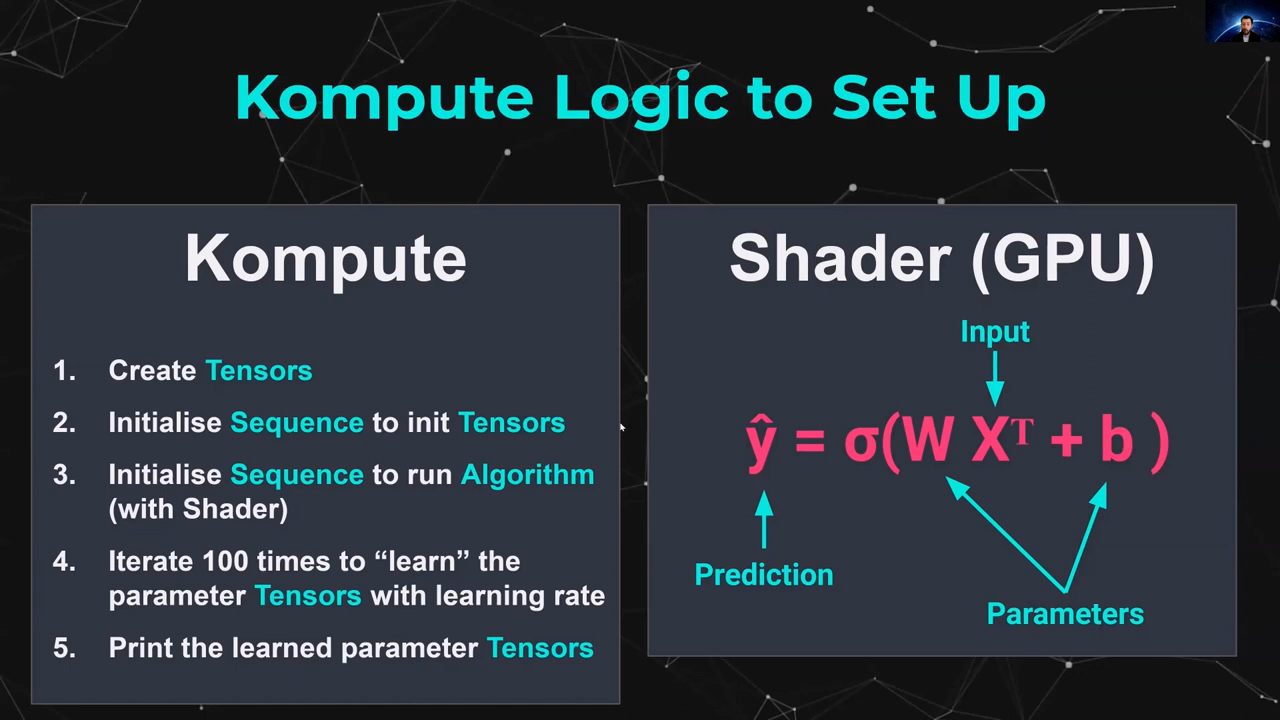 Kompute Logic to Set Up
Kompute
1. Create Tensors
2. Initialise Sequence to init Tensors
3. Initialise Sequence to run Algorithm
(with Shader)
4. Iterate 100 times to “learn” the
parameter Tensors with learning rate
5. Print the learned parameter Tensors
Shader (GPU)
Input
ŷ = σ(W Xᵀ + b )
Prediction
Parameters